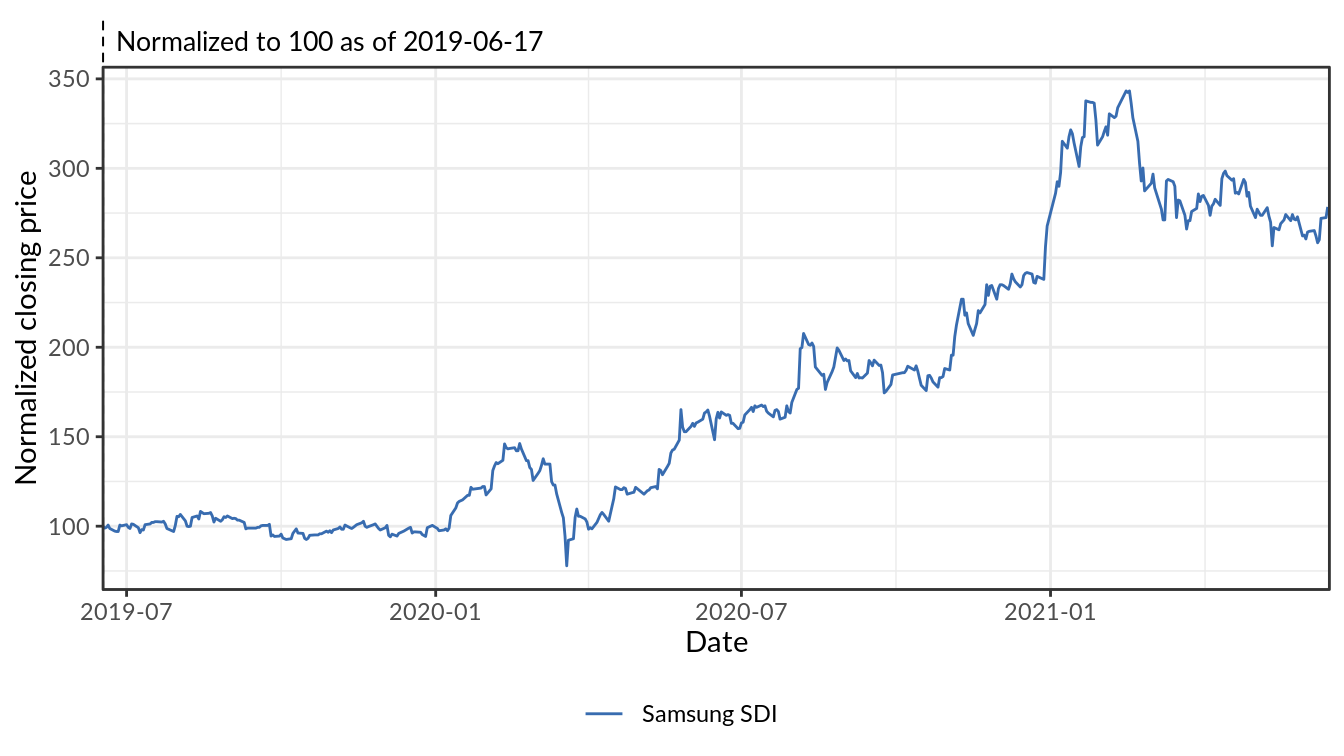 Normalized to 100 as of 2019-06-17
350
300
250
200
150
100
Normalized closing price
2019-07
2020-01
2020-07
2021-01
Date
Samsung SDI